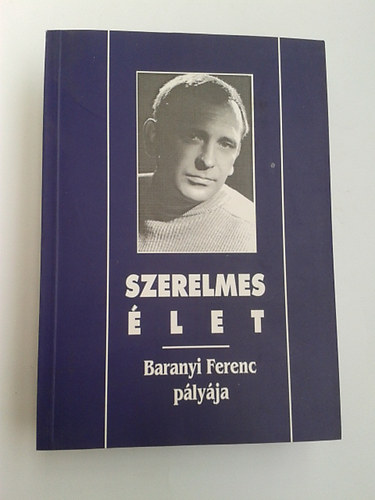 SZERELMES
ÉLET
Baranyi Ferenc
pályája